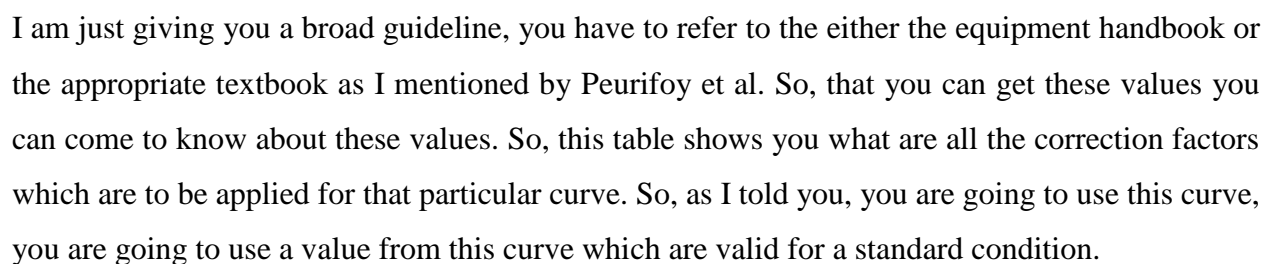 I am just giving you a broad guideline, you have to refer to the either the equipment handbook or
the appropriate textbook as I mentioned by Peurifoy et al. So, that you can get these values you
can come to know about these values. So, this table shows you what are all the correction factors
which are to be applied for that particular curve. So, as I told you, you are going to use this curve,
you are going to use a value from this curve which are valid for a standard condition.